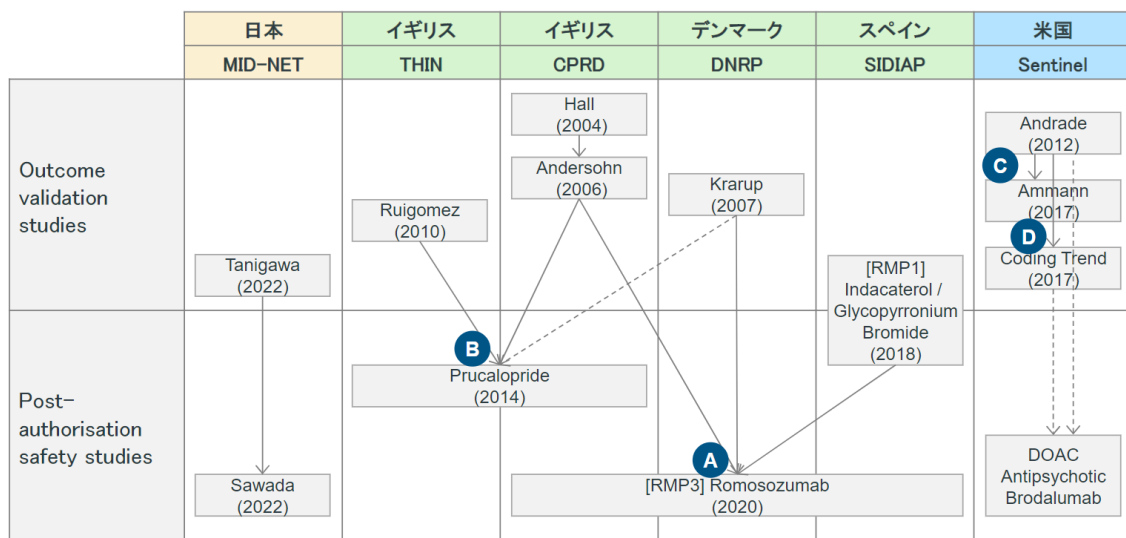 日本
イギリス
イギリス
デンマーク
スペイン
米国
MID-NET
THIN
CPRD
DNRP
SIDIAP
Sentinel
Outcome
validation
studies
Hall
(2004)
Andersohn
(2006)
Krarup
(2007)
Ruigomez
(2010)
Tanigawa
(2022)
[RMP1]
Indacaterol /
Glycopyrronium
Bromide
(2018)
Andrade
(2012)
C
Ammann
(2017)
D
Coding Trend
(2017)
Post-
authorisation
safety studies
B
Prucalopride
(2014)
A
Sawada
(2022)
[RMP3] Romosozumab
(2020)
DOAC
Antipsychotic
Brodalumab